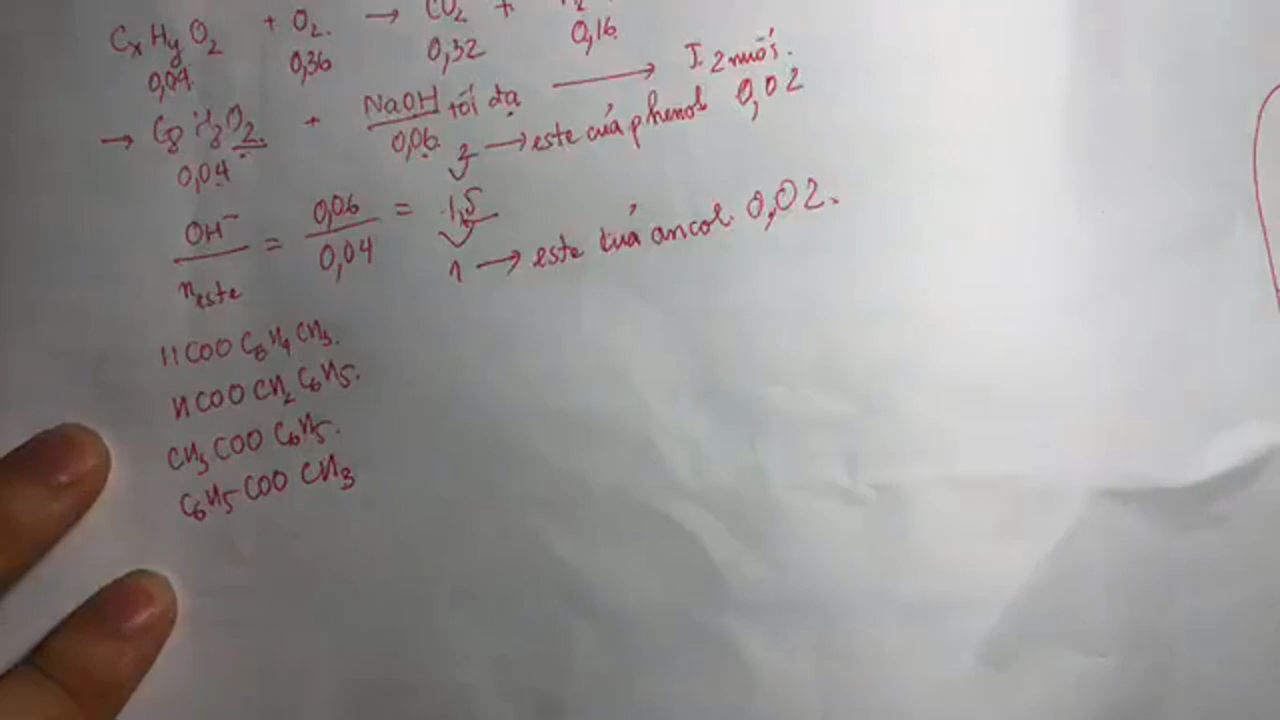 CxHyO2 + O2. → CO2 +
0,04. 0,36 0,32 0,16.
→ C8H8O2. + NaOH tối đa → T. 2 muối.
0,04 0,06. 2 → este của phenol 0,02
OH⁻/neste = 0,06/0,04 = 1,5
1 → este của ancol. 0,02.
HCOO C6H4 CH3.
HCOO CH2 C6H5.
CH3 COO C6H5.
C6H5 COO CH3